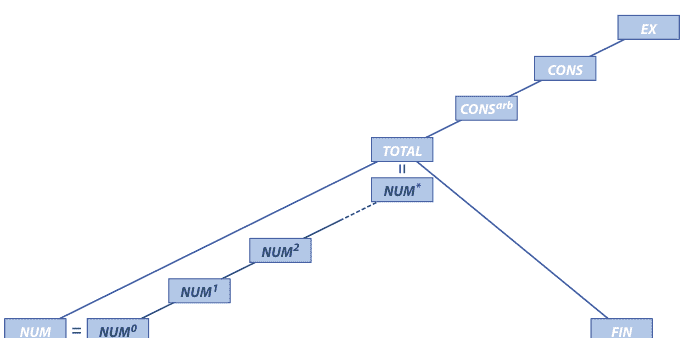 EX
CONS
CONSᵃʳᵇ
TOTAL
=
NUM*
NUM²
NUM¹
NUM = NUM⁰
FIN